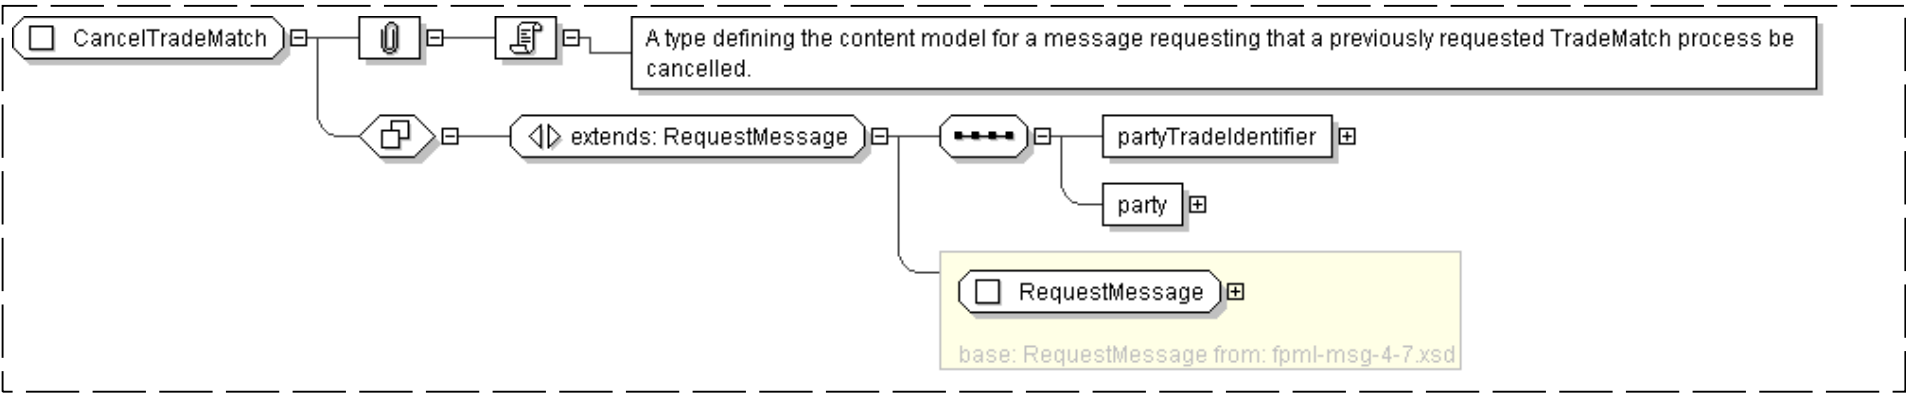 CancelTradeMatch
A type defining the content model for a message requesting that a previously requested TradeMatch process be
cancelled.
extends: RequestMessage
partyTradeIdentifier
party
RequestMessage
base: RequestMessage from: fpml-msg-4-7.xsd